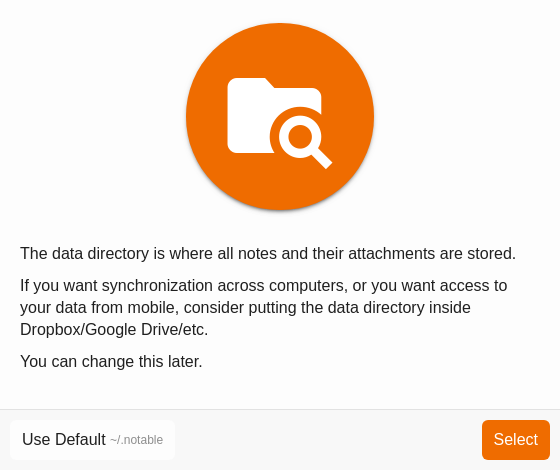 The data directory is where all notes and their attachments are stored.
If you want synchronization across computers, or you want access to
your data from mobile, consider putting the data directory inside
Dropbox/Google Drive/etc.
You can change this later.
Use Default ~/.notable
Select